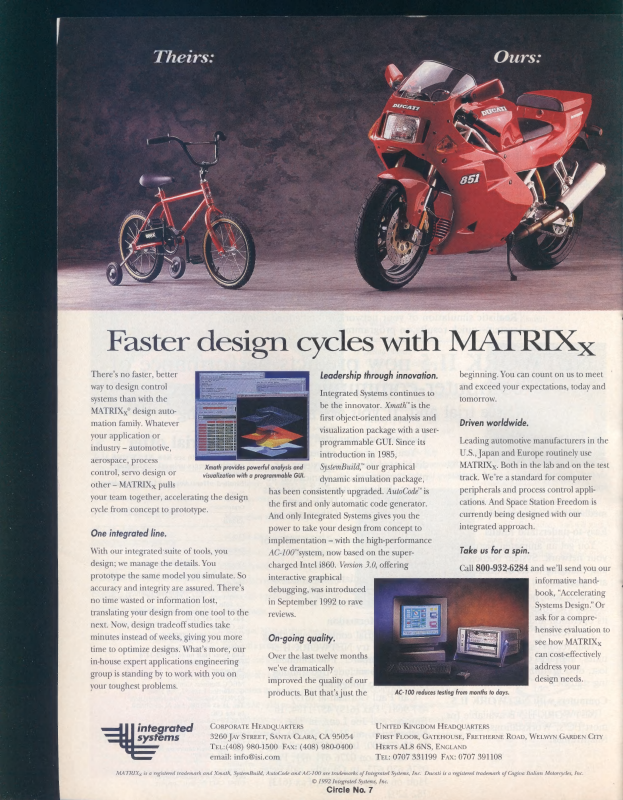 Theirs:
Ours:
DUCATI
DUCATI
851
Faster design cycles with MATRIXX
There's no faster, better
way to design control
systems than with the
MATRIXX® design auto-
mation family. Whatever
your application or
industry – automotive,
aerospace, process
control, servo design or
other – MATRIXX pulls
your team together, accelerating the design
cycle from concept to prototype.
One integrated line.
With our integrated suite of tools, you
design; we manage the details. You
prototype the same model you simulate. So
accuracy and integrity are assured. There's
no time wasted or information lost,
translating your design from one tool to the
next. Now, design tradeoff studies take
minutes instead of weeks, giving you more
time to optimize designs. What's more, our
in-house expert applications engineering
group is standing by to work with you on
your toughest problems.
Xmath provides powerful analysis and
visualization with a programmable GUI.
Leadership through innovation.
Integrated Systems continues to
be the innovator. Xmath™ is the
first object-oriented analysis and
visualization package with a user-
programmable GUI. Since its
introduction in 1985,
SystemBuild,™ our graphical
dynamic simulation package,
has been consistently upgraded. AutoCode™ is
the first and only automatic code generator.
And only Integrated Systems gives you the
power to take your design from concept to
implementation – with the high-performance
AC-100™ system, now based on the super-
charged Intel i860. Version 3.0, offering
interactive graphical
debugging, was introduced
in September 1992 to rave
reviews.
On-going quality.
Over the last twelve months
we've dramatically
improved the quality of our
products. But that's just the
beginning. You can count on us to meet
and exceed your expectations, today and
tomorrow.
Driven worldwide.
Leading automotive manufacturers in the
U.S., Japan and Europe routinely use
MATRIXX. Both in the lab and on the test
track. We're a standard for computer
peripherals and process control appli-
cations. And Space Station Freedom is
currently being designed with our
integrated approach.
Take us for a spin.
Call 800-932-6284 and we'll send you our
informative hand-
book, "Accelerating
Systems Design." Or
ask for a compre-
hensive evaluation to
see how MATRIXX
can cost-effectively
address your
design needs.
AC-100 reduces testing from months to days.
integrated
systems
CORPORATE HEADQUARTERS
3260 JAY STREET, SANTA CLARA, CA 95054
TEL:(408) 980-1500 FAX: (408) 980-0400
email: info@isi.com
UNITED KINGDOM HEADQUARTERS
FIRST FLOOR, GATEHOUSE, FRETHERNE ROAD, WELWYN GARDEN CITY
HERTS AL8 6NS, ENGLAND
TEL: 0707 331199 FAX: 0707 391108
MATRIXX is a registered trademark and Xmath, SystemBuild, AutoCode and AC-100 are trademarks of Integrated Systems, Inc. Ducati is a registered trademark of Cagiva Italian Motorcycles, Inc.
© 1992 Integrated Systems, Inc.
Circle No. 7